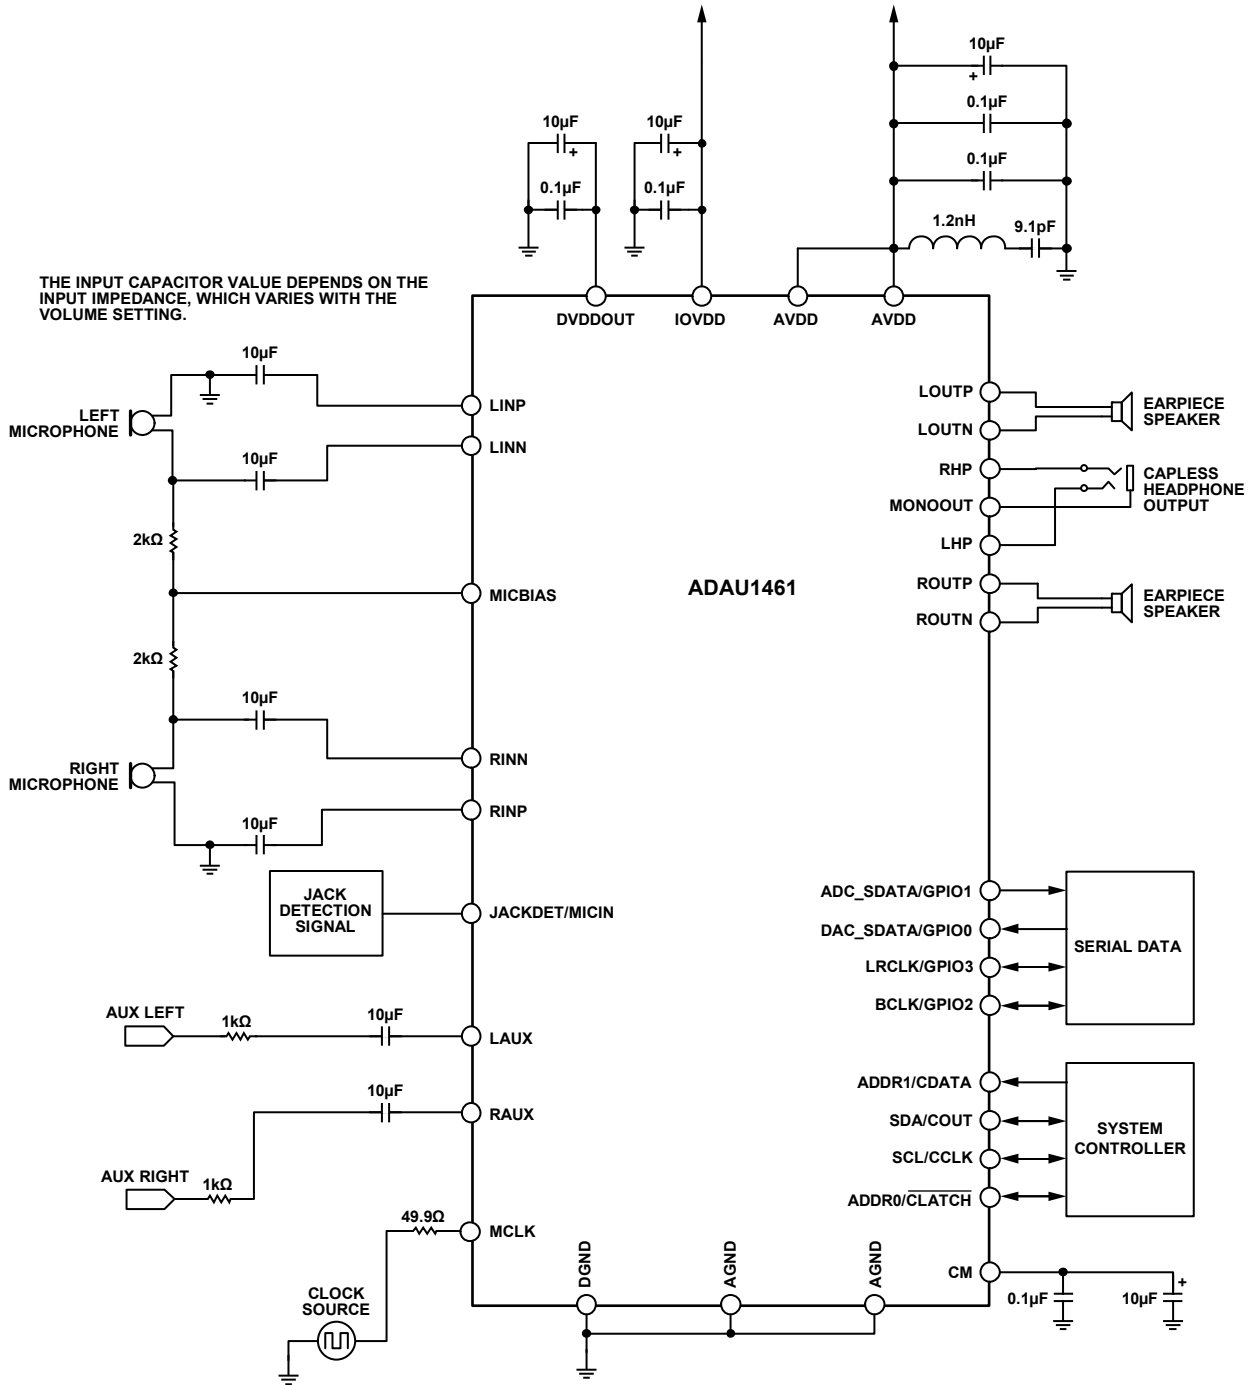 10µF
+
0.1µF
0.1µF
10µF
+
0.1µF
10µF
+
0.1µF
1.2nH
9.1pF
THE INPUT CAPACITOR VALUE DEPENDS ON THE
INPUT IMPEDANCE, WHICH VARIES WITH THE
VOLUME SETTING.
DVDDOUT
IOVDD
AVDD
AVDD
10µF
LEFT
MICROPHONE
LINP
LINN
10µF
2kΩ
MICBIAS
2kΩ
10µF
RINN
RIGHT
MICROPHONE
RINP
10µF
JACK
DETECTION
SIGNAL
JACKDET/MICIN
AUX LEFT
1kΩ
10µF
LAUX
10µF
RAUX
AUX RIGHT
1kΩ
49.9Ω
MCLK
CLOCK
SOURCE
ADAU1461
LOUTP
LOUTN
EARPIECE
SPEAKER
RHP
MONOOUT
LHP
CAPLESS
HEADPHONE
OUTPUT
ROUTP
ROUTN
EARPIECE
SPEAKER
ADC_SDATA/GPIO1
DAC_SDATA/GPIO0
LRCLK/GPIO3
BCLK/GPIO2
SERIAL DATA
ADDR1/CDATA
SDA/COUT
SCL/CCLK
ADDR0/CLATCH
SYSTEM
CONTROLLER
DGND
AGND
AGND
CM
0.1µF
10µF
+